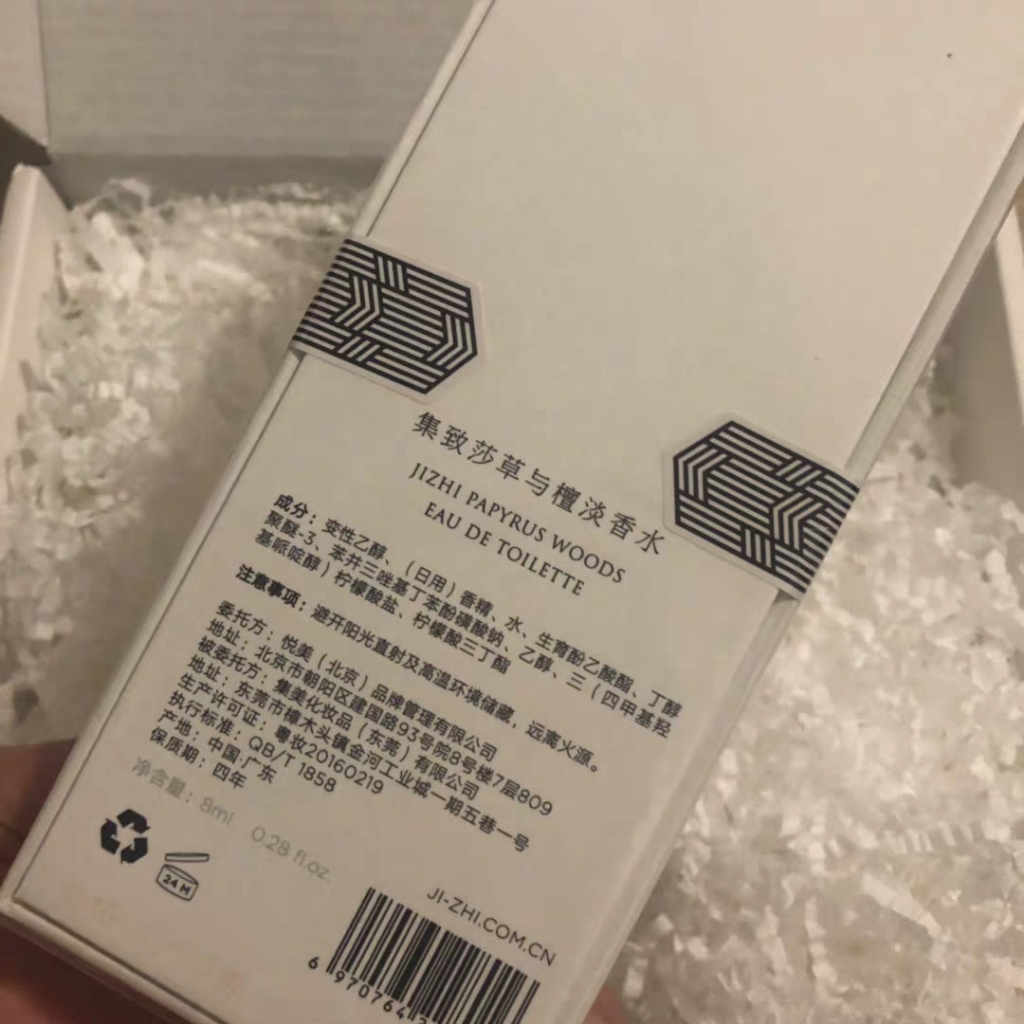 集致莎草与檀淡香水
JIZHI PAPYRUS WOODS
EAU DE TOILETTE
成分：变性乙醇、（日用）香精、水、生育酚乙酸酯、丁醇
聚醚-3、苯并三唑基丁苯酚磺酸钠、乙醇、三（四甲基羟
基哌啶醇）柠檬酸盐、柠檬酸三丁酯
注意事项：避开阳光直射及高温环境储藏，远离火源。
委托方：悦美（北京）品牌管理有限公司
地址：北京市朝阳区建国路93号院8号楼7层809
被委托方：集美化妆品（东莞）有限公司
地址：东莞市樟木头镇金河工业城一期五巷一号
生产许可证：粤妆20160219
执行标准：QB/T 1858
产地：中国·广东
保质期：四年
净含量：8ml 0.28 fl.oz.
24 M
JI-ZHI.COM.CN
6 970764